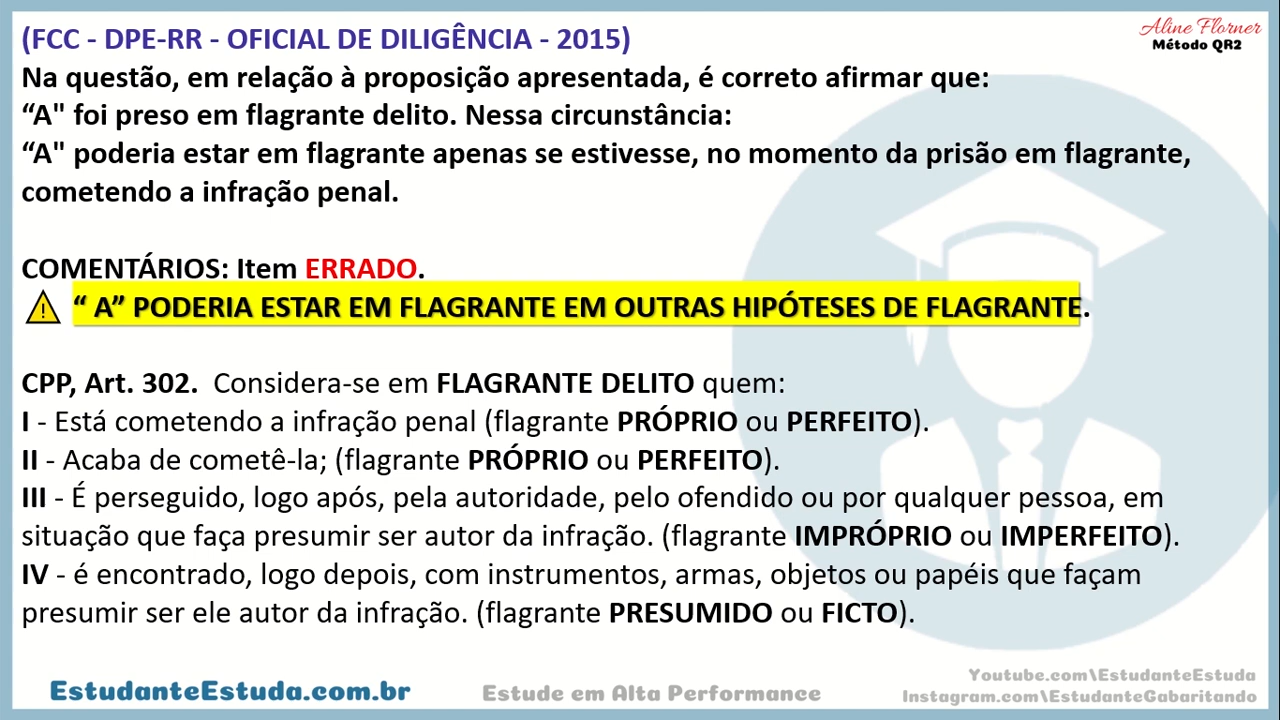 (FCC - DPE-RR - OFICIAL DE DILIGÊNCIA - 2015)
Aline Florner
Método QR2
Na questão, em relação à proposição apresentada, é correto afirmar que:
“A" foi preso em flagrante delito. Nessa circunstância:
“A" poderia estar em flagrante apenas se estivesse, no momento da prisão em flagrante,
cometendo a infração penal.
COMENTÁRIOS: Item ERRADO.
“ A” PODERIA ESTAR EM FLAGRANTE EM OUTRAS HIPÓTESES DE FLAGRANTE.
CPP, Art. 302. Considera-se em FLAGRANTE DELITO quem:
I - Está cometendo a infração penal (flagrante PRÓPRIO ou PERFEITO).
II - Acaba de cometê-la; (flagrante PRÓPRIO ou PERFEITO).
III - É perseguido, logo após, pela autoridade, pelo ofendido ou por qualquer pessoa, em
situação que faça presumir ser autor da infração. (flagrante IMPRÓPRIO ou IMPERFEITO).
IV - é encontrado, logo depois, com instrumentos, armas, objetos ou papéis que façam
presumir ser ele autor da infração. (flagrante PRESUMIDO ou FICTO).
EstudanteEstuda.com.br
Estude em Alta Performance
Youtube.com\EstudanteEstuda
Instagram.com\EstudanteGabaritando